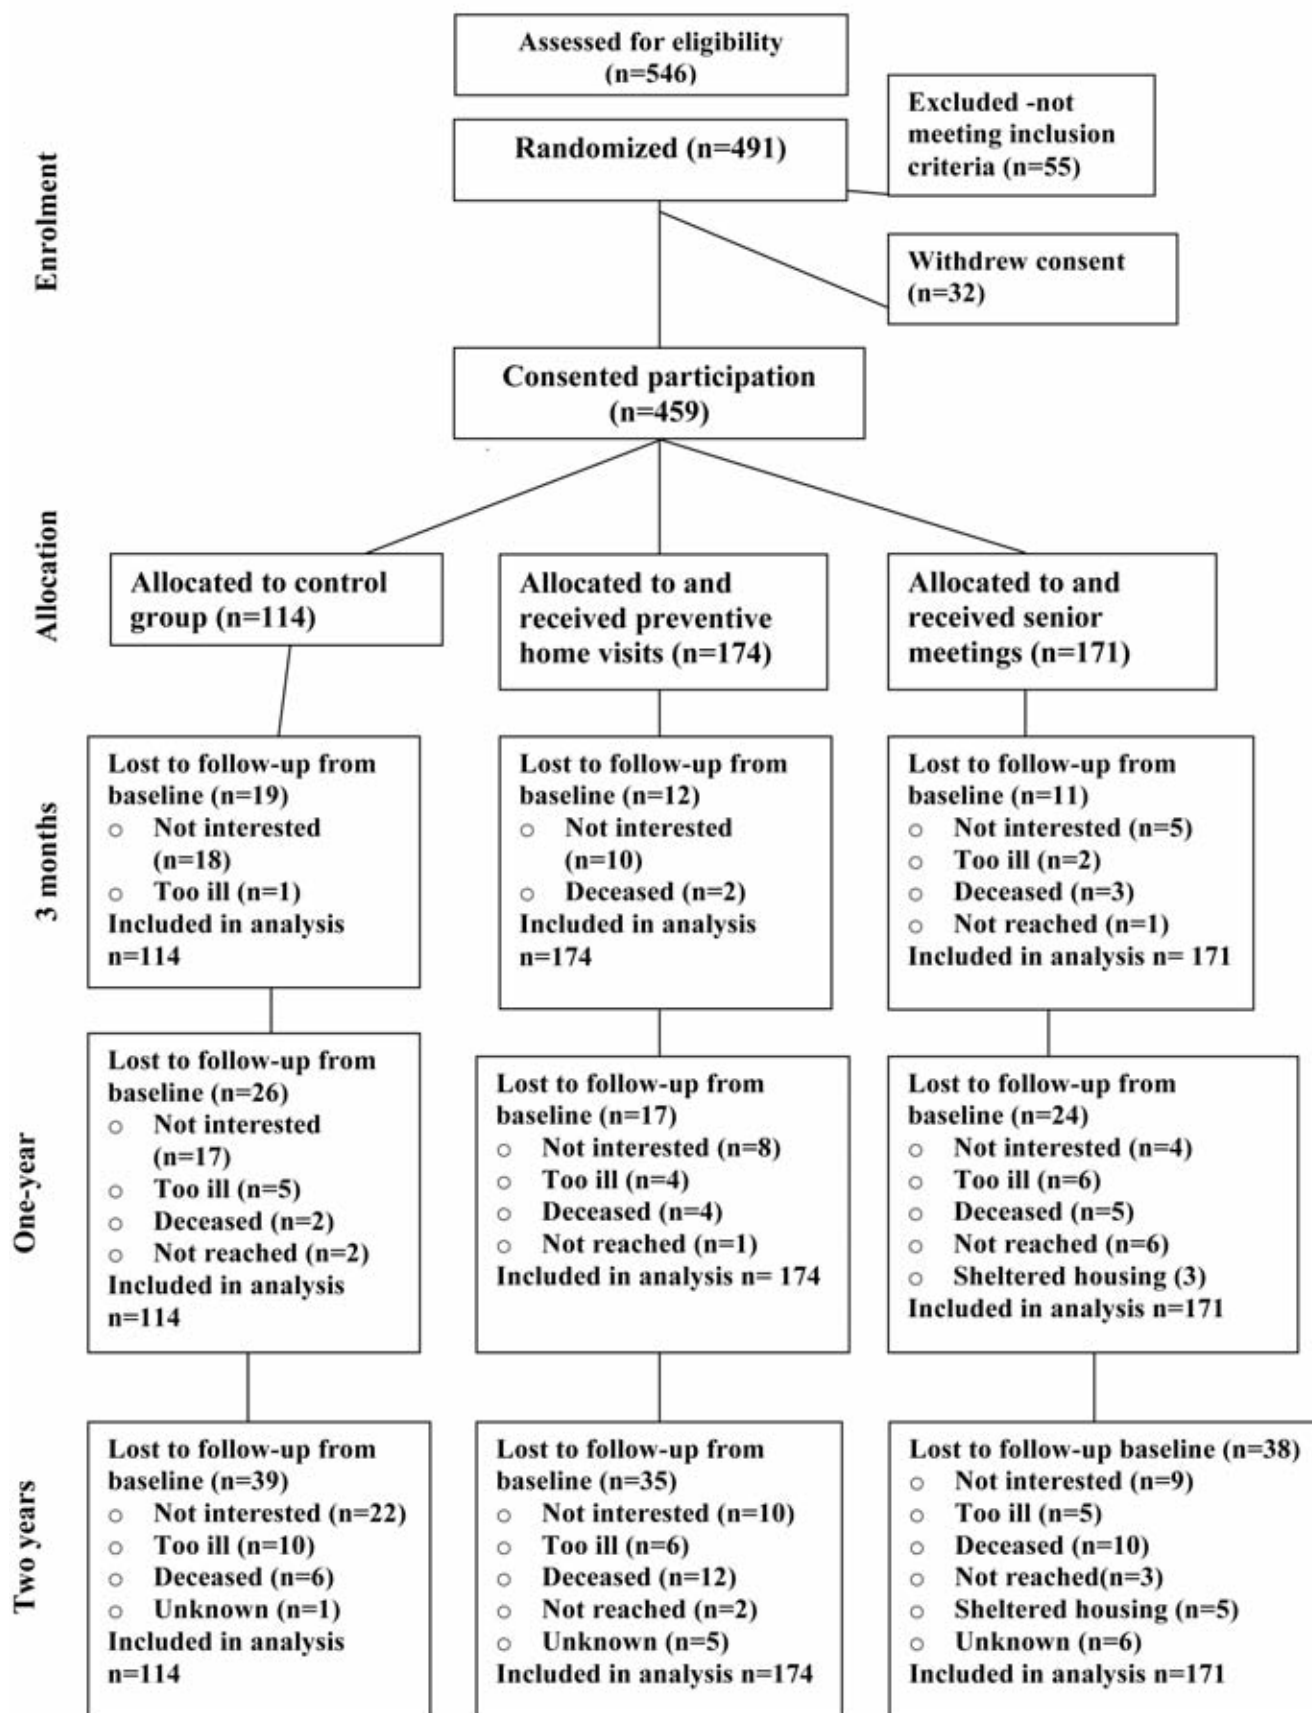 Assessed for eligibility
(n=546)
Excluded -not
meeting inclusion
criteria (n=55)
Randomized (n=491)
Enrolment
Withdrew consent
(n=32)
Consented participation
(n=459)
Allocation
Allocated to control
group (n=114)
Allocated to and
received preventive
home visits (n=174)
Allocated to and
received senior
meetings (n=171)
3 months
Lost to follow-up from
baseline (n=19)
○ Not interested
(n=18)
○ Too ill (n=1)
Included in analysis
n=114
Lost to follow-up from
baseline (n=12)
○ Not interested
(n=10)
○ Deceased (n=2)
Included in analysis
n=174
Lost to follow-up from
baseline (n=11)
○ Not interested (n=5)
○ Too ill (n=2)
○ Deceased (n=3)
○ Not reached (n=1)
Included in analysis n= 171
One-year
Lost to follow-up from
baseline (n=26)
○ Not interested
(n=17)
○ Too ill (n=5)
○ Deceased (n=2)
○ Not reached (n=2)
Included in analysis
n=114
Lost to follow-up from
baseline (n=17)
○ Not interested (n=8)
○ Too ill (n=4)
○ Deceased (n=4)
○ Not reached (n=1)
Included in analysis n= 174
Lost to follow-up from
baseline (n=24)
○ Not interested (n=4)
○ Too ill (n=6)
○ Deceased (n=5)
○ Not reached (n=6)
○ Sheltered housing (3)
Included in analysis n=171
Two years
Lost to follow-up from
baseline (n=39)
○ Not interested (n=22)
○ Too ill (n=10)
○ Deceased (n=6)
○ Unknown (n=1)
Included in analysis
n=114
Lost to follow-up from
baseline (n=35)
○ Not interested (n=10)
○ Too ill (n=6)
○ Deceased (n=12)
○ Not reached (n=2)
○ Unknown (n=5)
Included in analysis n=174
Lost to follow-up baseline (n=38)
○ Not interested (n=9)
○ Too ill (n=5)
○ Deceased (n=10)
○ Not reached(n=3)
○ Sheltered housing (n=5)
○ Unknown (n=6)
Included in analysis n=171